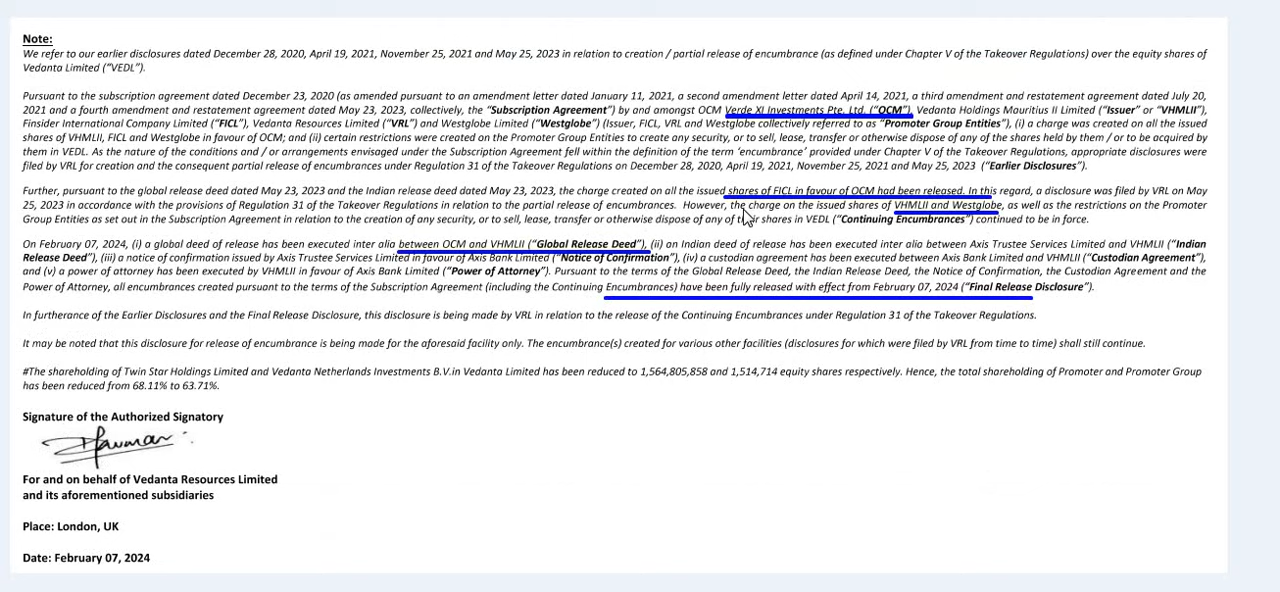 Note:
We refer to our earlier disclosures dated December 28, 2020, April 19, 2021, November 25, 2021 and May 25, 2023 in relation to creation / partial release of encumbrance (as defined under Chapter V of the Takeover Regulations) over the equity shares of
Vedanta Limited (“VEDL”).
Pursuant to the subscription agreement dated December 23, 2020 (as amended pursuant to an amendment letter dated January 11, 2021, a second amendment letter dated April 14, 2021, a third amendment and restatement agreement dated July 20,
2021 and a fourth amendment and restatement agreement dated May 23, 2023, collectively, the “Subscription Agreement”) by and amongst OCM Verde XI Investments Pte. Ltd. (“OCM”), Vedanta Holdings Mauritius II Limited (“Issuer” or “VHMLII”),
Finsider International Company Limited (“FICL”), Vedanta Resources Limited (“VRL”) and Westglobe Limited (“Westglobe”) (Issuer, FICL, VRL and Westglobe collectively referred to as “Promoter Group Entities”), (i) a charge was created on all the issued
shares of VHMLII, FICL and Westglobe in favour of OCM; and (ii) certain restrictions were created on the Promoter Group Entities to create any security, or to sell, lease, transfer or otherwise dispose of any of the shares held by them / or to be acquired by
them in VEDL. As the nature of the conditions and / or arrangements envisaged under the Subscription Agreement fell within the definition of the term ‘encumbrance’ provided under Chapter V of the Takeover Regulations, appropriate disclosures were
filed by VRL for creation and the consequent partial release of encumbrances under Regulation 31 of the Takeover Regulations on December 28, 2020, April 19, 2021, November 25, 2021 and May 25, 2023 (“Earlier Disclosures”).
Further, pursuant to the global release deed dated May 23, 2023 and the Indian release deed dated May 23, 2023, the charge created on all the issued shares of FICL in favour of OCM had been released. In this regard, a disclosure was filed by VRL on May
25, 2023 in accordance with the provisions of Regulation 31 of the Takeover Regulations in relation to the partial release of encumbrances. However, the charge on the issued shares of VHMLII and Westglobe, as well as the restrictions on the Promoter
Group Entities as set out in the Subscription Agreement in relation to the creation of any security, or to sell, lease, transfer or otherwise dispose of any of their shares in VEDL (“Continuing Encumbrances”) continued to be in force.
On February 07, 2024, (i) a global deed of release has been executed inter alia between OCM and VHMLII (“Global Release Deed”), (ii) an Indian deed of release has been executed inter alia between Axis Trustee Services Limited and VHMLII (“Indian
Release Deed”), (iii) a notice of confirmation issued by Axis Trustee Services Limited in favour of Axis Bank Limited (“Notice of Confirmation”), (iv) a custodian agreement has been executed between Axis Bank Limited and VHMLII (“Custodian Agreement”),
and (v) a power of attorney has been executed by VHMLII in favour of Axis Bank Limited (“Power of Attorney”). Pursuant to the terms of the Global Release Deed, the Indian Release Deed, the Notice of Confirmation, the Custodian Agreement and the
Power of Attorney, all encumbrances created pursuant to the terms of the Subscription Agreement (including the Continuing Encumbrances) have been fully released with effect from February 07, 2024 (“Final Release Disclosure”).
In furtherance of the Earlier Disclosures and the Final Release Disclosure, this disclosure is being made by VRL in relation to the release of the Continuing Encumbrances under Regulation 31 of the Takeover Regulations.
It may be noted that this disclosure for release of encumbrance is being made for the aforesaid facility only. The encumbrance(s) created for various other facilities (disclosures for which were filed by VRL from time to time) shall still continue.
#The shareholding of Twin Star Holdings Limited and Vedanta Netherlands Investments B.V.in Vedanta Limited has been reduced to 1,564,805,858 and 1,514,714 equity shares respectively. Hence, the total shareholding of Promoter and Promoter Group
has been reduced from 68.11% to 63.71%.
Signature of the Authorized Signatory
For and on behalf of Vedanta Resources Limited
and its aforementioned subsidiaries
Place: London, UK
Date: February 07, 2024